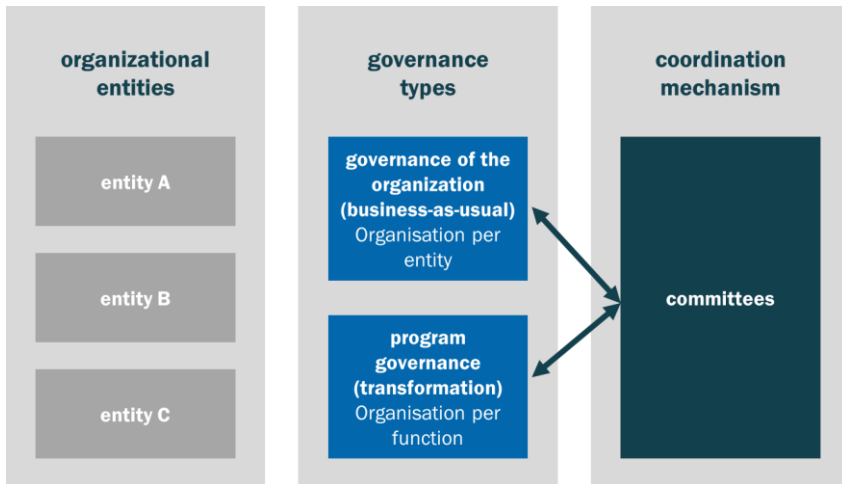 organizational
entities
entity A
entity B
entity C
governance
types
governance of the
organization
(business-as-usual)
Organisation per
entity
program
governance
(transformation)
Organisation per
function
coordination
mechanism
committees